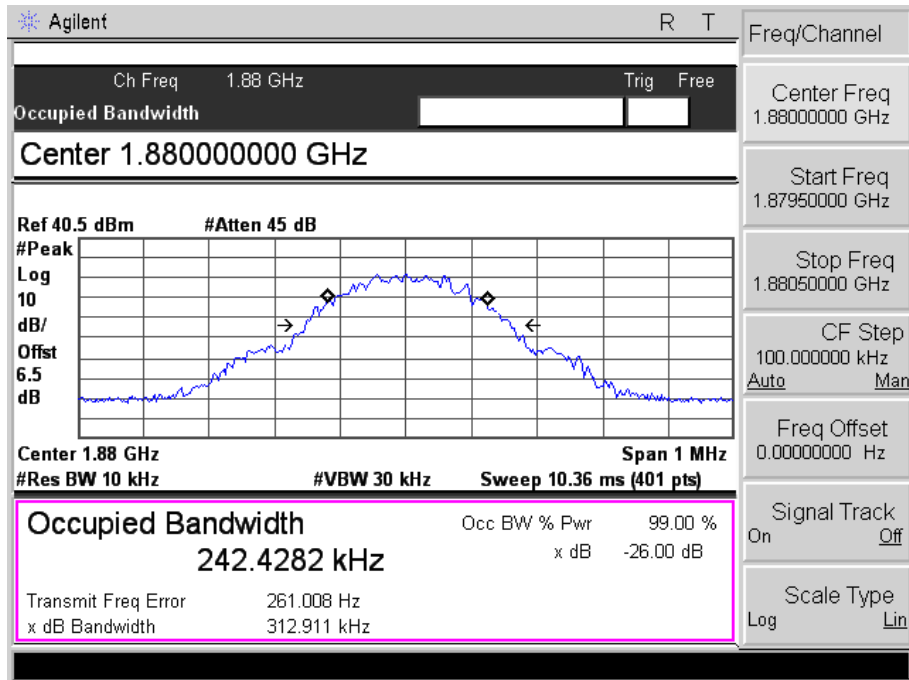 Agilent
R T
Ch Freq 1.88 GHz Trig Free
Occupied Bandwidth
Center 1.880000000 GHz
Ref 40.5 dBm #Atten 45 dB
#Peak
Log
10
dB/
Offst
6.5
dB
Center 1.88 GHz Span 1 MHz
#Res BW 10 kHz #VBW 30 kHz Sweep 10.36 ms (401 pts)
Occupied Bandwidth
242.4282 kHz
Occ BW % Pwr 99.00 %
x dB -26.00 dB
Transmit Freq Error 261.008 Hz
x dB Bandwidth 312.911 kHz
Freq/Channel
Center Freq
1.88000000 GHz
Start Freq
1.87950000 GHz
Stop Freq
1.88050000 GHz
CF Step
100.000000 kHz
Auto Man
Freq Offset
0.00000000 Hz
Signal Track
On Off
Scale Type
Log Lin